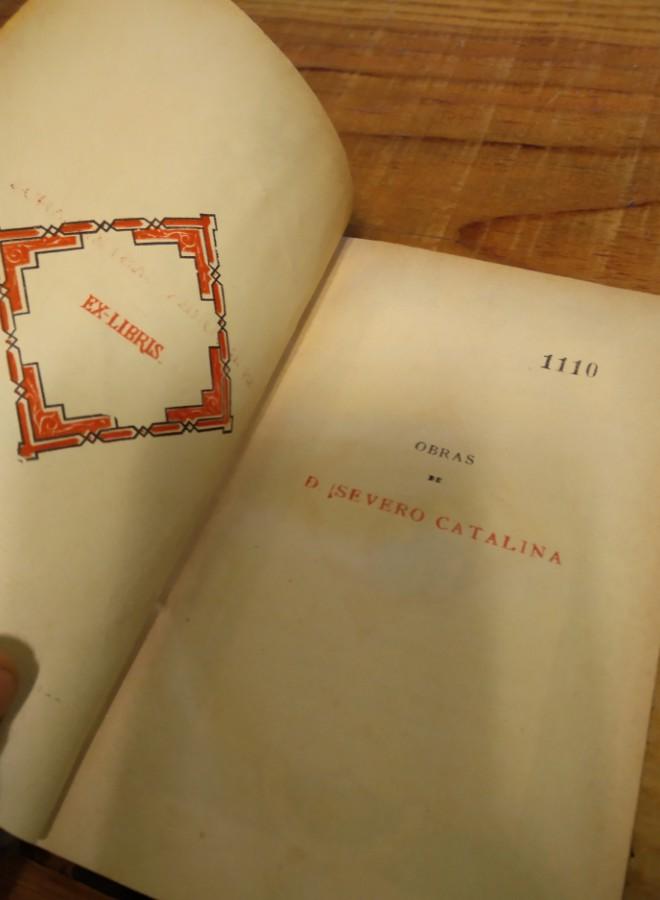 EX-LIBRIS.
1110
OBRAS
DE
D. SEVERO CATALINA